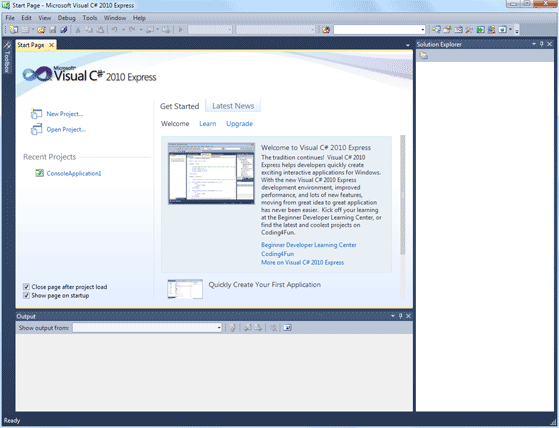 Start Page - Microsoft Visual C# 2010 Express
File Edit View Debug Tools Window Help
Toolbox
Start Page
Solution Explorer
Microsoft
Visual C# 2010 Express
New Project...
Open Project...
Recent Projects
ConsoleApplication1
Close page after project load
Show page on startup
Get Started Latest News
Welcome Learn Upgrade
Welcome to Visual C# 2010 Express
The tradition continues! Visual C# 2010
Express helps developers quickly create
exciting interactive applications for Windows.
With the new Visual C# 2010 Express
development environment, improved
performance, and lots of new features,
moving from great idea to great application
has never been easier. Kick off your learning
at the Beginner Developer Learning Center, or
find the latest and coolest projects on
Coding4Fun.
Beginner Developer Learning Center
Coding4Fun
More on Visual C# 2010 Express
Quickly Create Your First Application
Output
Show output from:
Ready